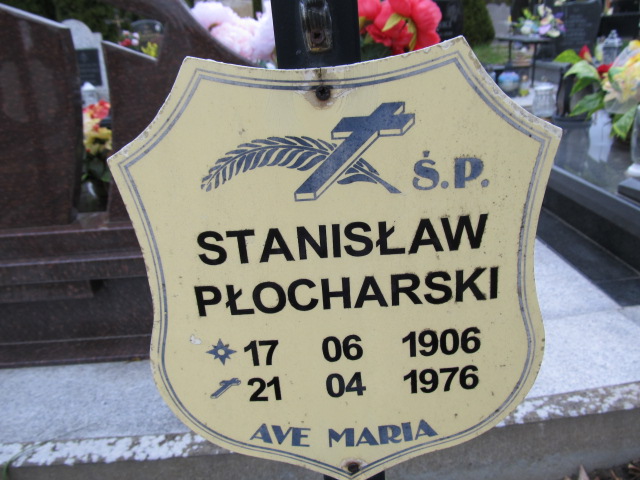 Ś.P.
STANISŁAW
PŁOCHARSKI
17 06 1906
21 04 1976
AVE MARIA